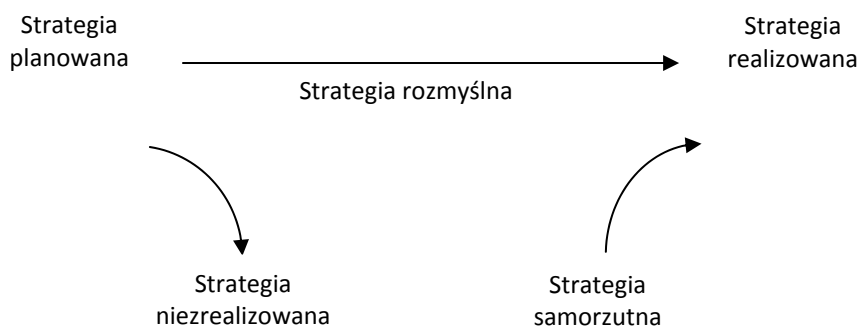 Strategia
planowana
Strategia
realizowana
Strategia rozmyślna
Strategia
niezrealizowana
Strategia
samorzutna